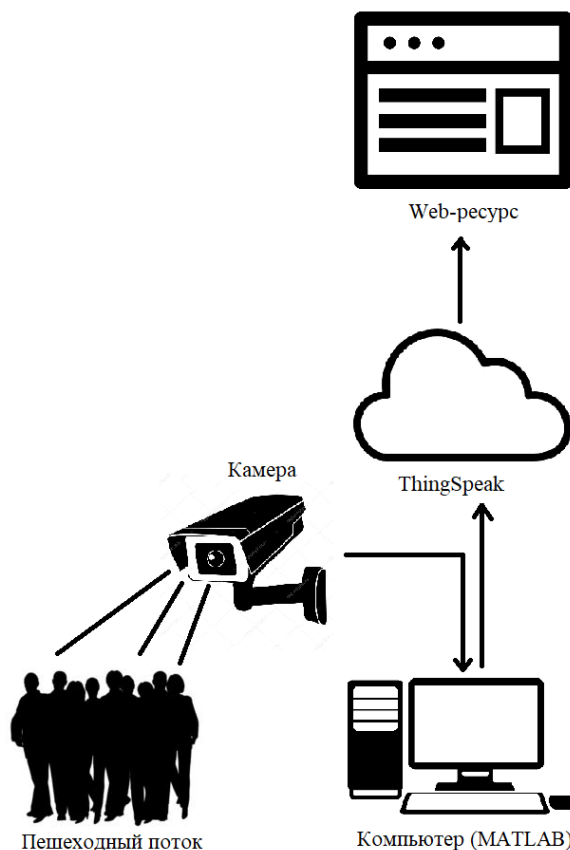 Web-ресурс
ThingSpeak
Камера
Пешеходный поток
Компьютер (MATLAB)